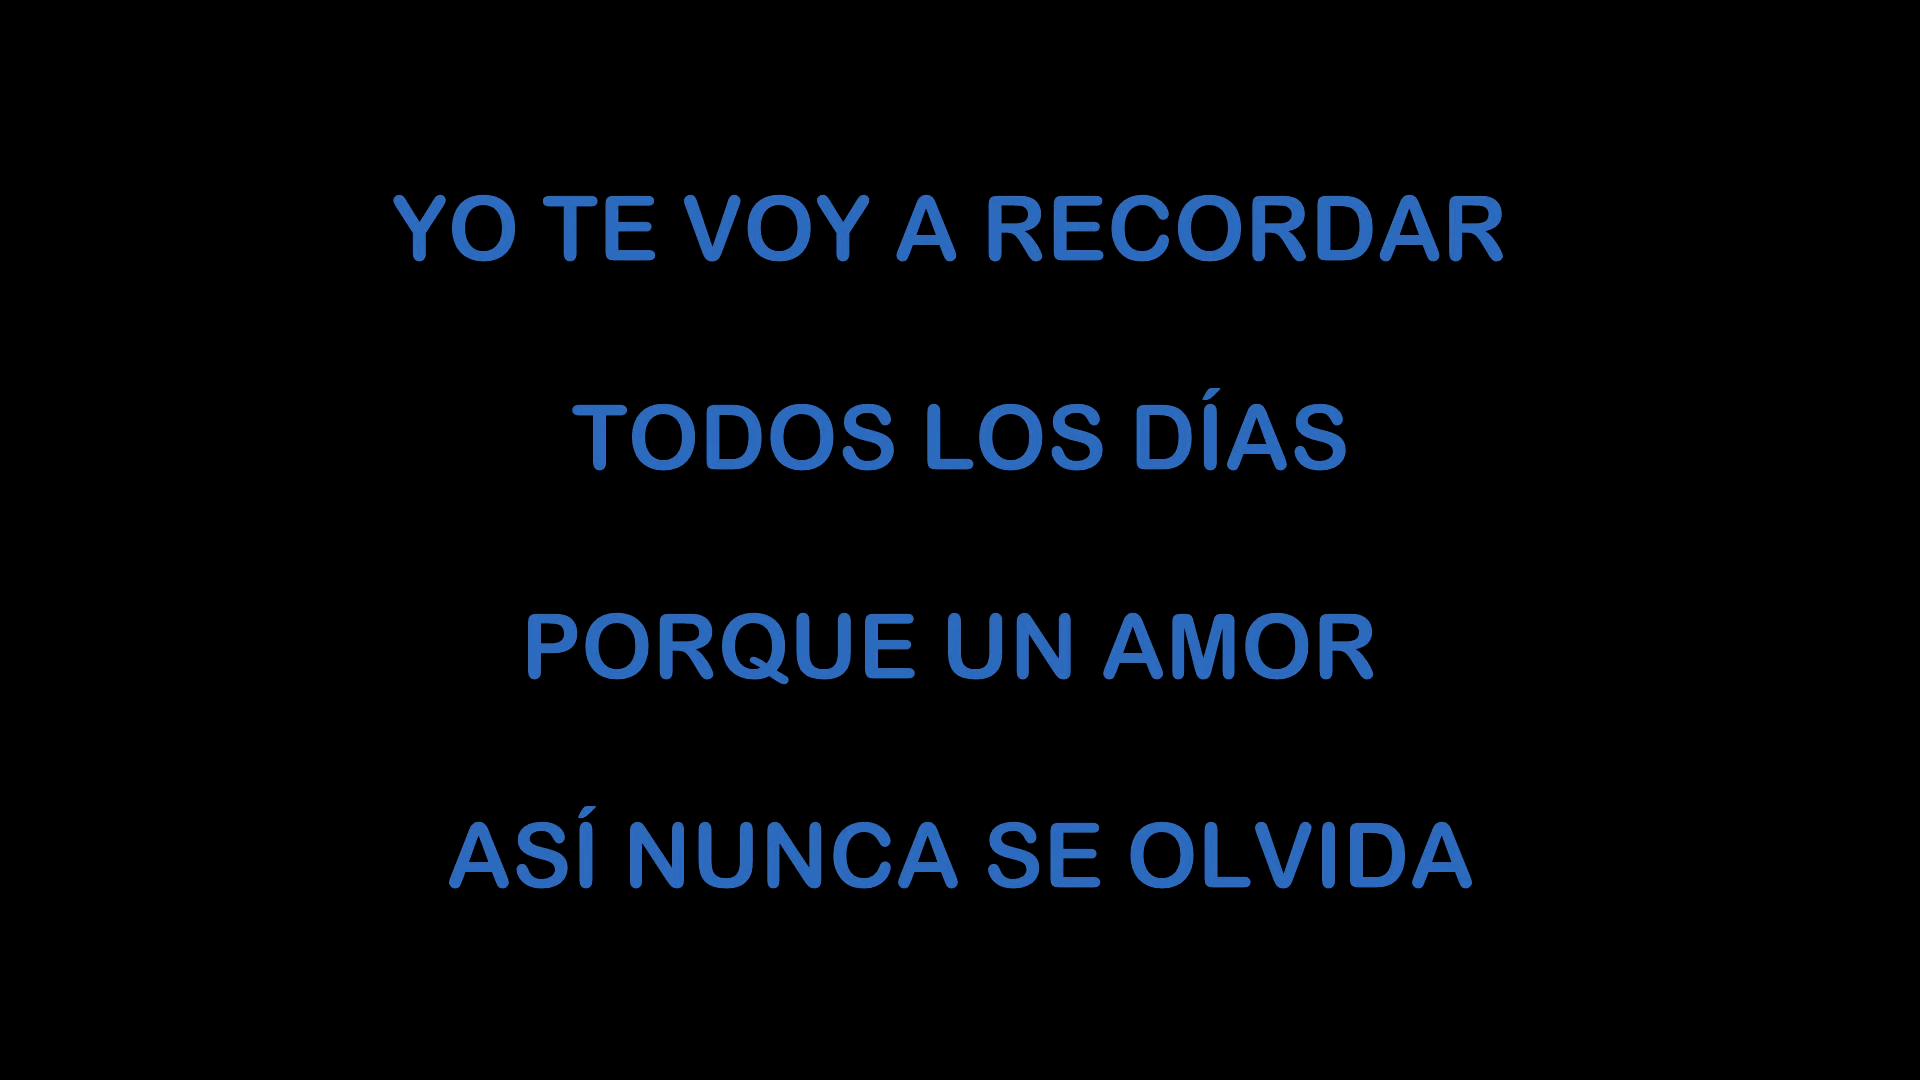 YO TE VOY A RECORDAR
TODOS LOS DÍAS
PORQUE UN AMOR
ASÍ NUNCA SE OLVIDA